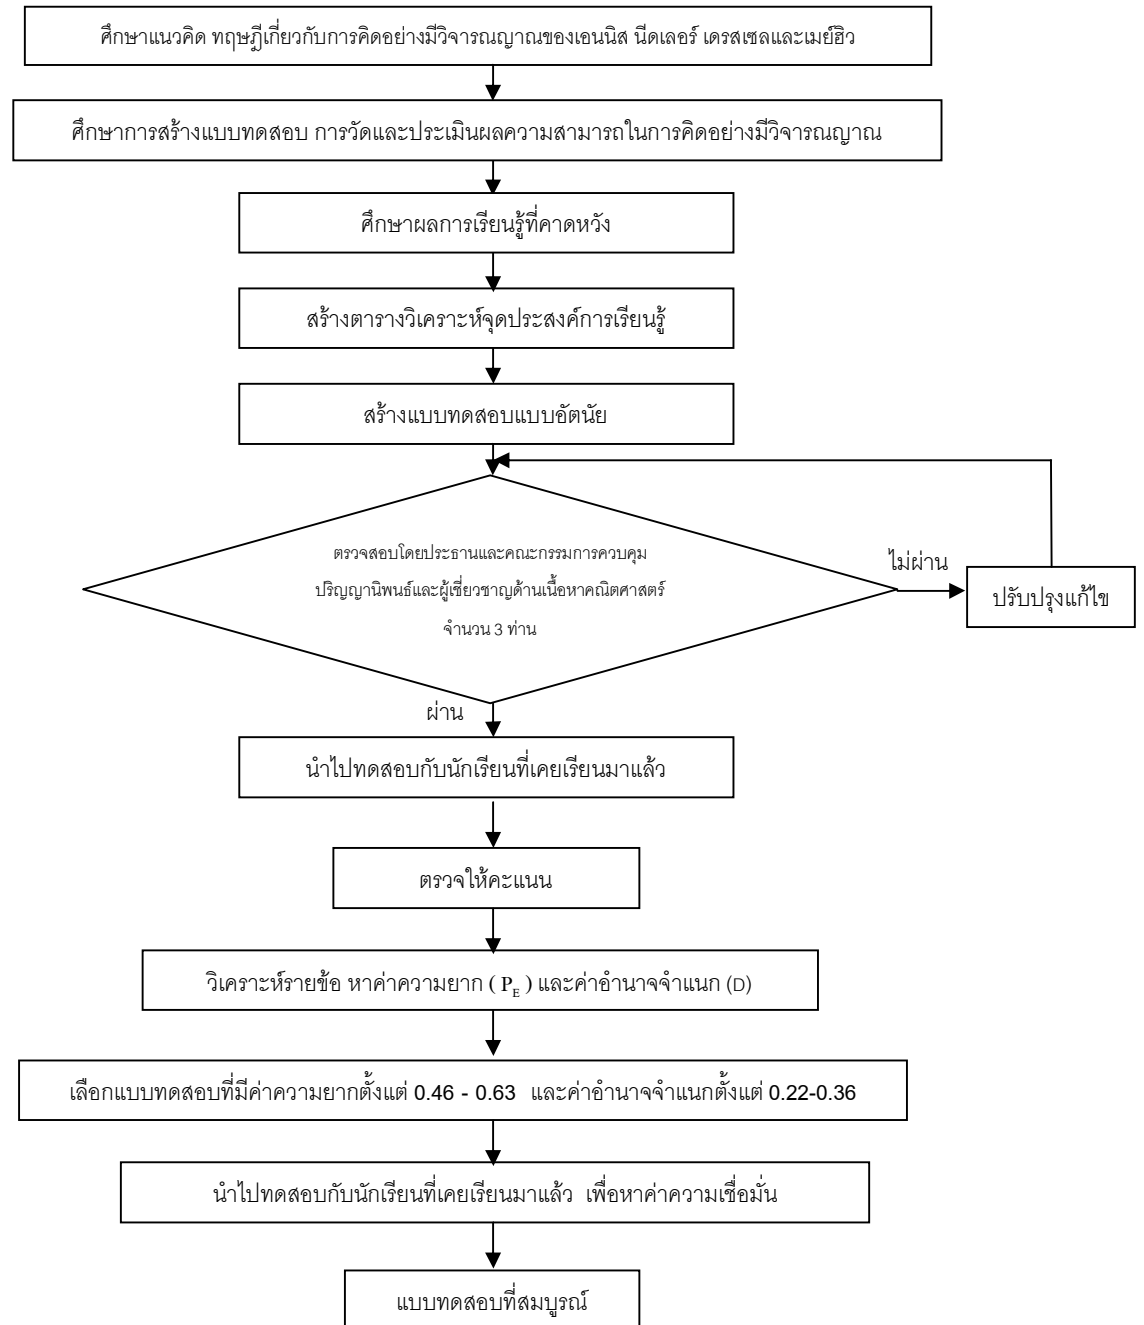 ศึกษาแนวคิด ทฤษฎีเกี่ยวกับการคิดอย่างมีวิจารณญาณของเอนนิส นีดเลอร์ เดรสเซลและเมย์ฮิว
ศึกษาการสร้างแบบทดสอบ การวัดและประเมินผลความสามารถในการคิดอย่างมีวิจารณญาณ
ศึกษาผลการเรียนรู้ที่คาดหวัง
สร้างตารางวิเคราะห์จุดประสงค์การเรียนรู้
สร้างแบบทดสอบแบบอัตนัย
ตรวจสอบโดยประธานและคณะกรรมการควบคุม
ปริญญานิพนธ์และผู้เชี่ยวชาญด้านเนื้อหาคณิตศาสตร์
จำนวน 3 ท่าน
ไม่ผ่าน
ปรับปรุงแก้ไข
ผ่าน
นำไปทดสอบกับนักเรียนที่เคยเรียนมาแล้ว
ตรวจให้คะแนน
วิเคราะห์รายข้อ หาค่าความยาก ( P_E ) และค่าอำนาจจำแนก (D)
เลือกแบบทดสอบที่มีค่าความยากตั้งแต่ 0.46 - 0.63 และค่าอำนาจจำแนกตั้งแต่ 0.22-0.36
นำไปทดสอบกับนักเรียนที่เคยเรียนมาแล้ว เพื่อหาค่าความเชื่อมั่น
แบบทดสอบที่สมบูรณ์